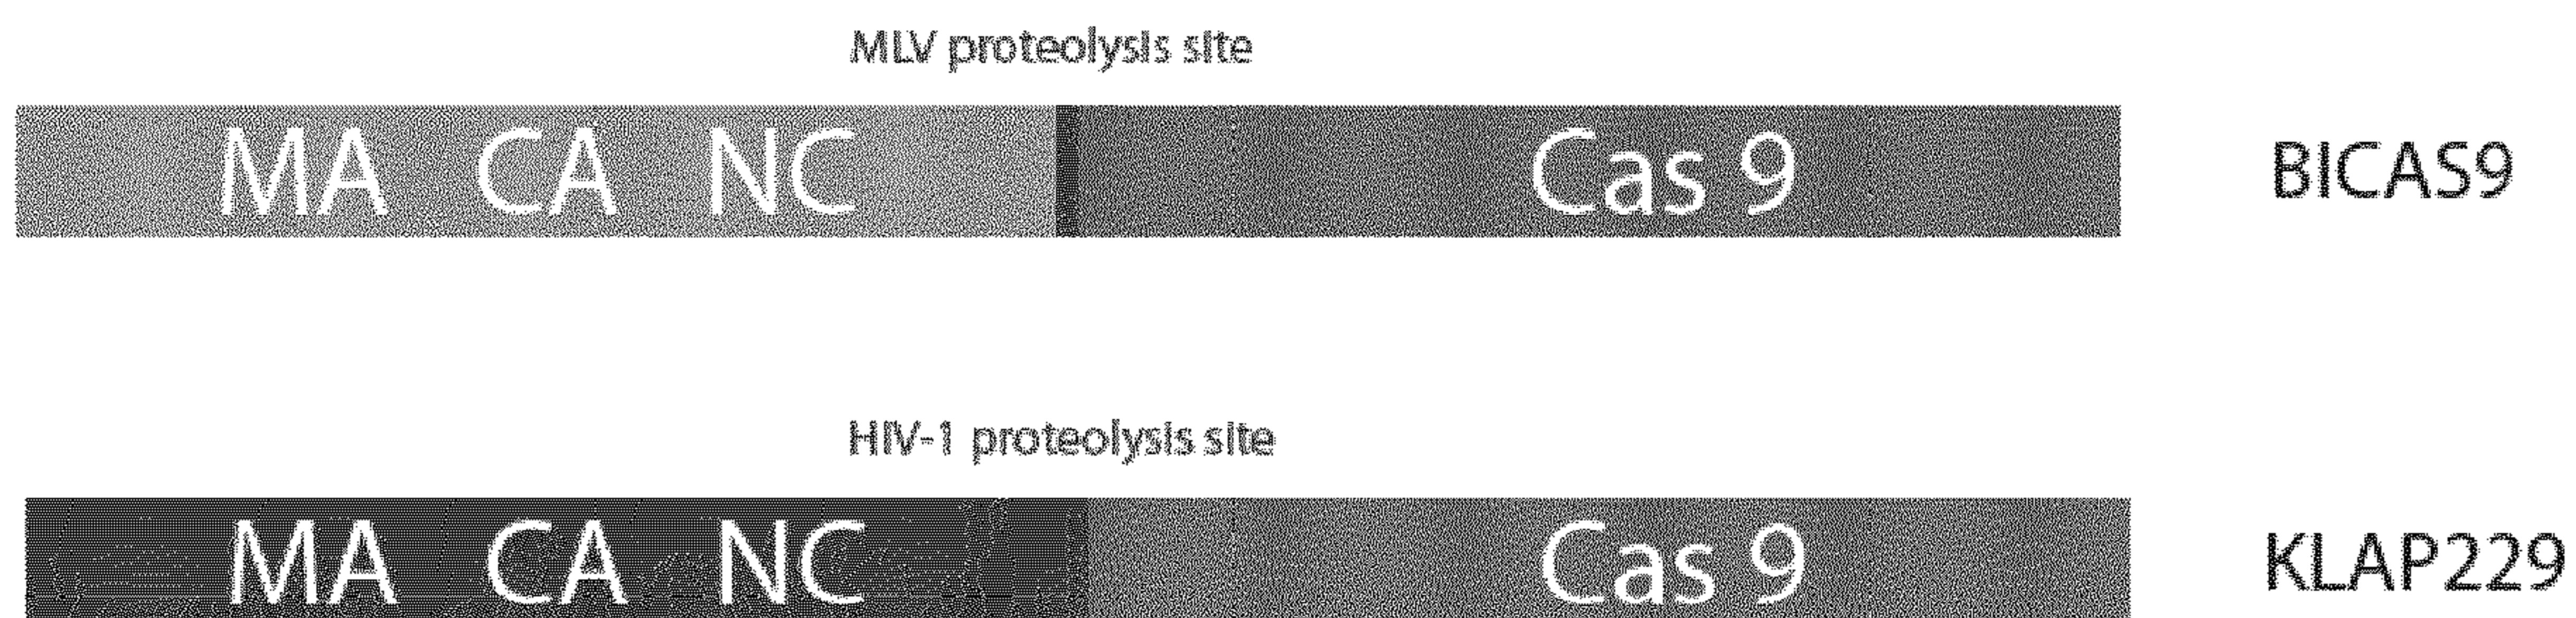 MLV proteolysis site
MA CA NC Cas 9 BICAS9
HIV-1 proteolysis site
MA CA NC Cas 9 KLAP229